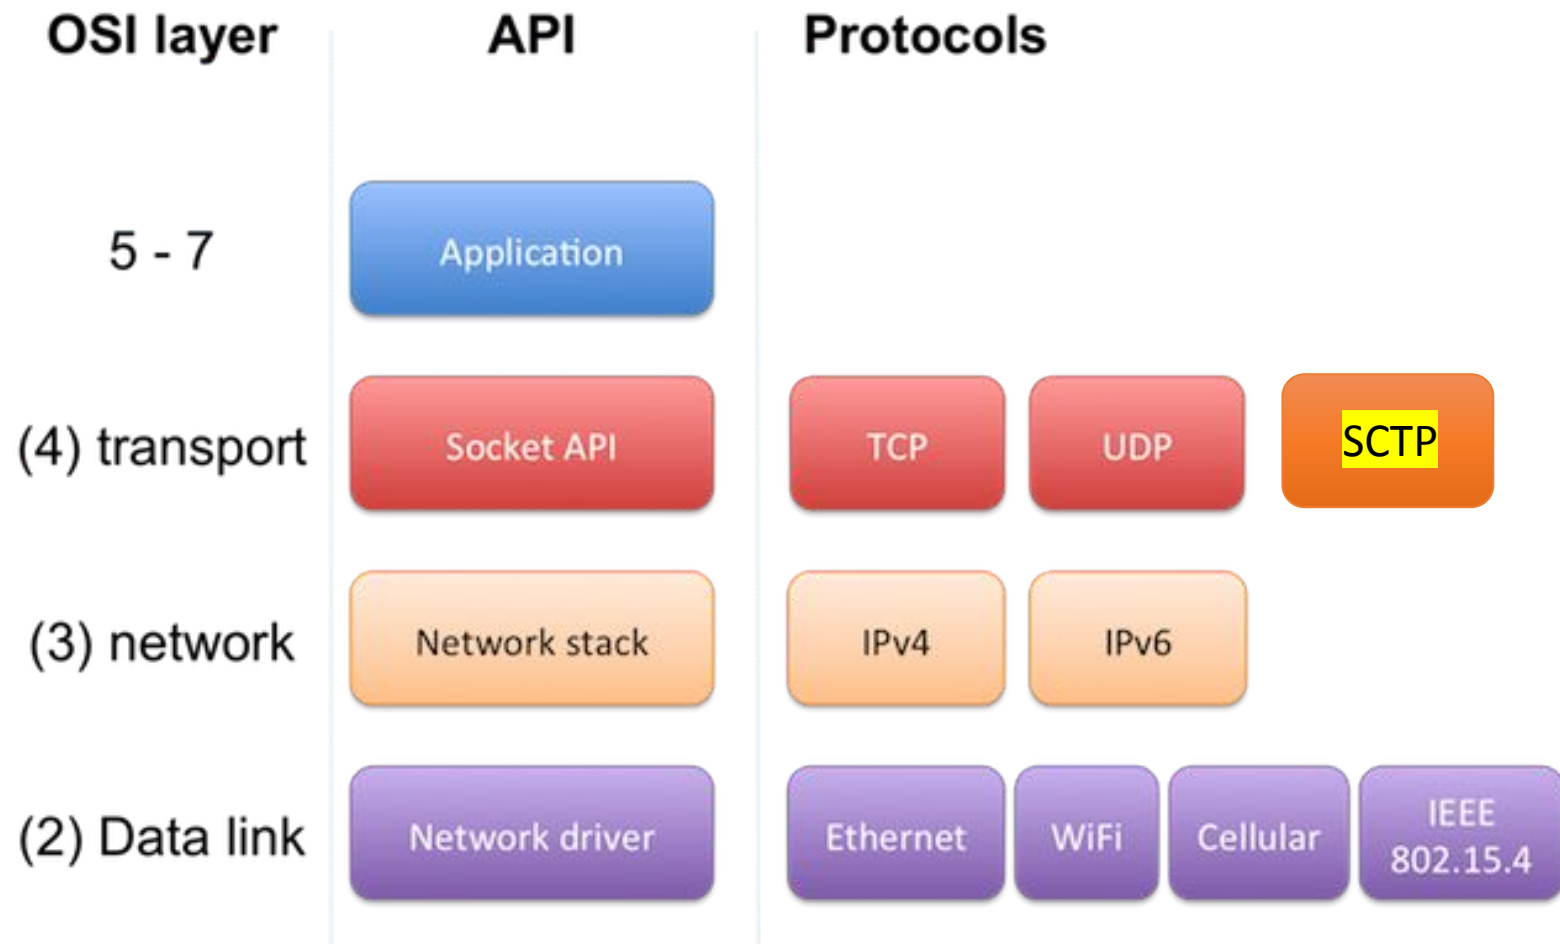 OSI layer API Protocols
5 - 7 Application
(4) transport Socket API TCP UDP SCTP
(3) network Network stack IPv4 IPv6
(2) Data link Network driver Ethernet WiFi Cellular IEEE
802.15.4